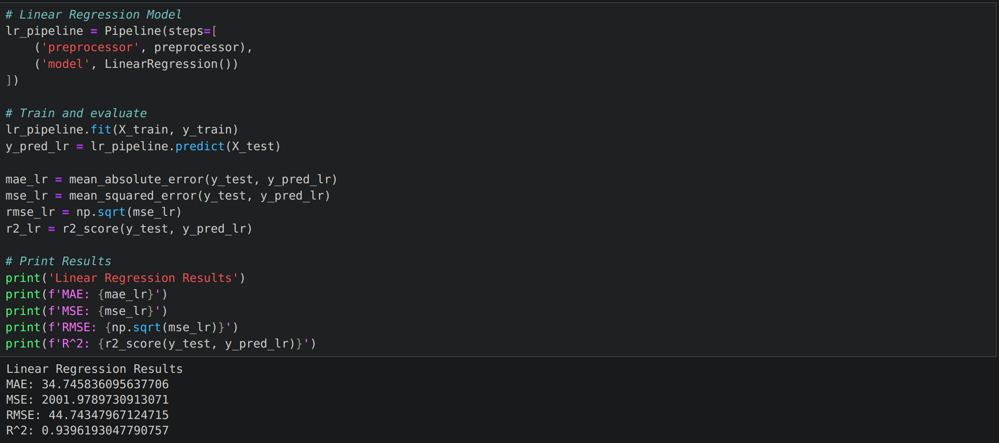 # Linear Regression Model
lr_pipeline = Pipeline(steps=[
    ('preprocessor', preprocessor),
    ('model', LinearRegression())
])

# Train and evaluate
lr_pipeline.fit(X_train, y_train)
y_pred_lr = lr_pipeline.predict(X_test)

mae_lr = mean_absolute_error(y_test, y_pred_lr)
mse_lr = mean_squared_error(y_test, y_pred_lr)
rmse_lr = np.sqrt(mse_lr)
r2_lr = r2_score(y_test, y_pred_lr)

# Print Results
print('Linear Regression Results')
print(f'MAE: {mae_lr}')
print(f'MSE: {mse_lr}')
print(f'RMSE: {np.sqrt(mse_lr)}')
print(f'R^2: {r2_score(y_test, y_pred_lr)}')
Linear Regression Results
MAE: 34.745836095637706
MSE: 2001.9789730913071
RMSE: 44.74347967124715
R^2: 0.9396193047790757